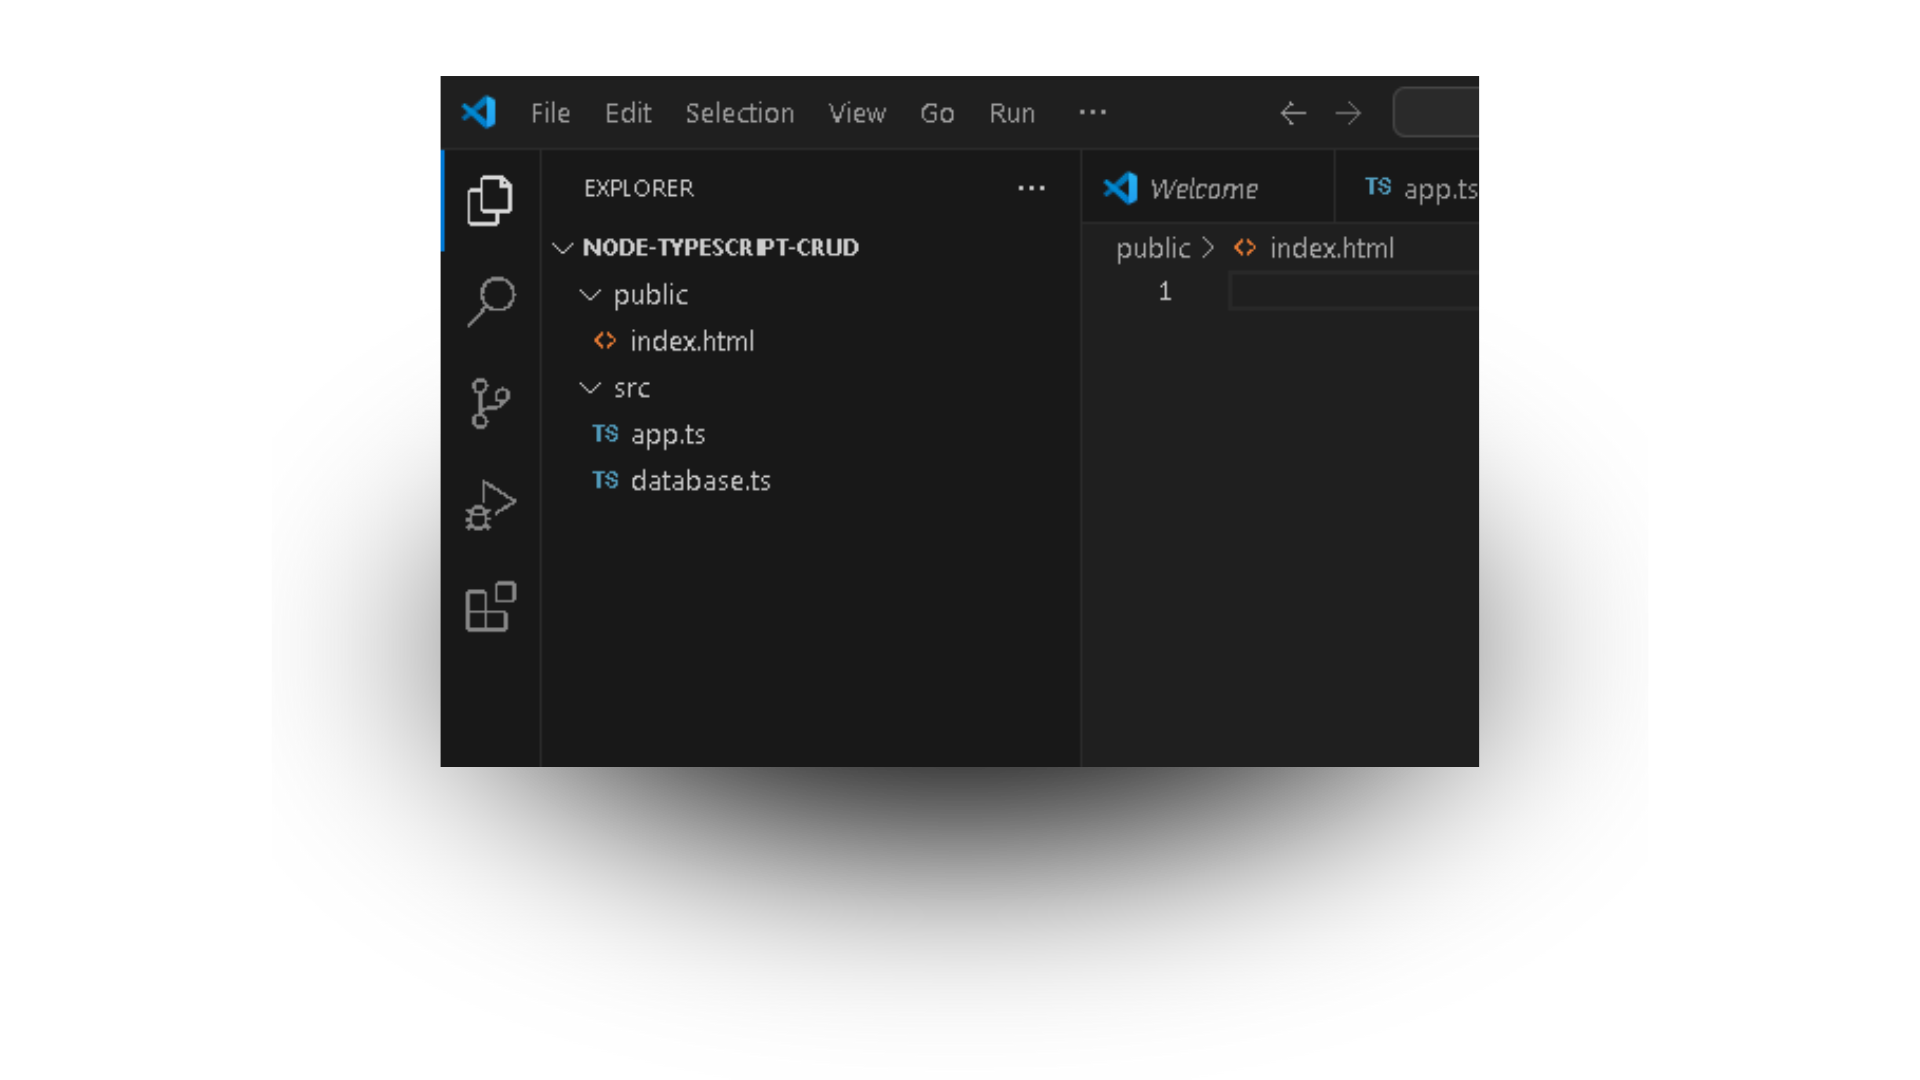 File Edit Selection View Go Run ...
EXPLORER ...
Welcome
TS app.ts
NODE-TYPESCRIPT-CRUD
public > <> index.html
1
public
<> index.html
src
TS app.ts
TS database.ts